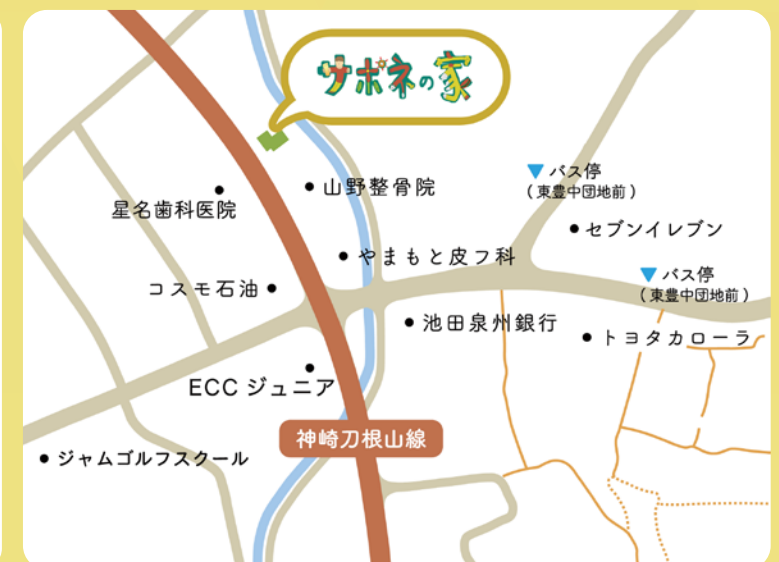 サポネの家
バス停
(東豊中団地前)
山野整骨院
星名歯科医院
セブンイレブン
やまもと皮フ科
バス停
(東豊中団地前)
コスモ石油
池田泉州銀行
トヨタカローラ
ECC ジュニア
神崎刀根山線
ジャムゴルフスクール